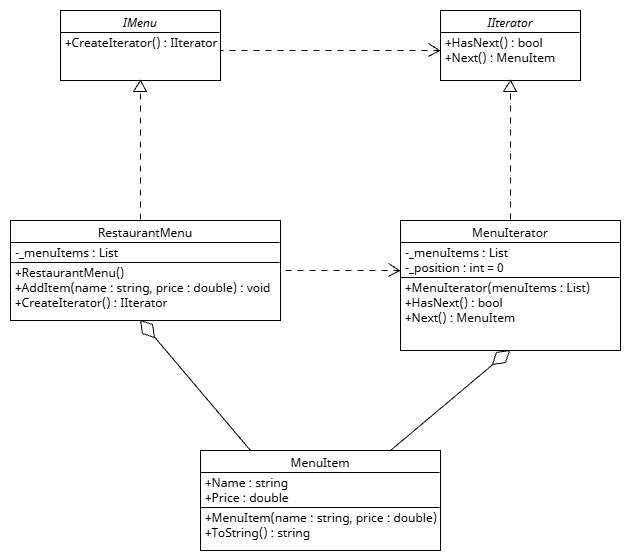 IMenu
+CreateIterator() : IIterator
IIterator
+HasNext() : bool
+Next() : MenuItem
RestaurantMenu
-_menuItems : List
+RestaurantMenu()
+AddItem(name : string, price : double) : void
+CreateIterator() : IIterator
MenuIterator
-_menuItems : List
-_position : int = 0
+MenuIterator(menuItems : List)
+HasNext() : bool
+Next() : MenuItem
MenuItem
+Name : string
+Price : double
+MenuItem(name : string, price : double)
+ToString() : string